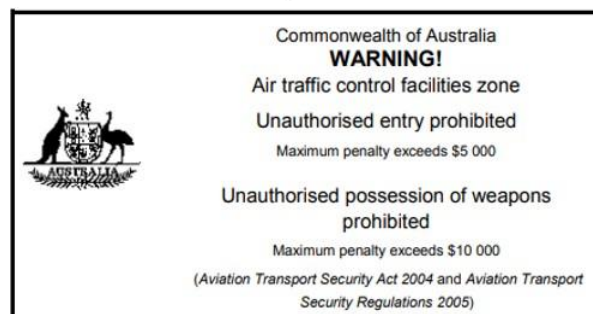 Commonwealth of Australia
WARNING!
Air traffic control facilities zone
Unauthorised entry prohibited
Maximum penalty exceeds $5 000
AUSTRALIA
Unauthorised possession of weapons
prohibited
Maximum penalty exceeds $10 000
(Aviation Transport Security Act 2004 and Aviation Transport
Security Regulations 2005)